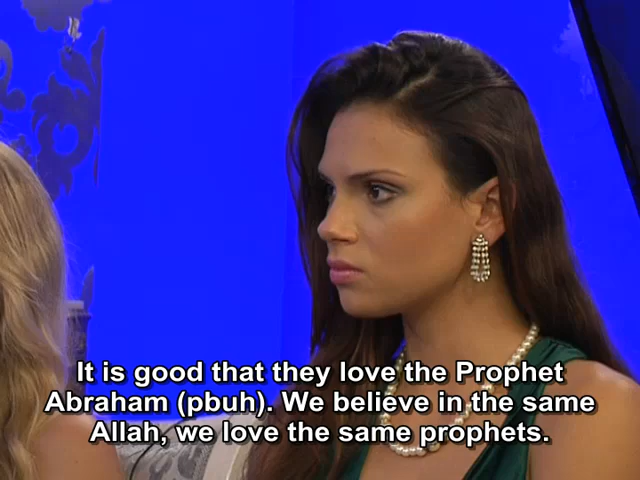 It is good that they love the Prophet
Abraham (pbuh). We believe in the same
Allah, we love the same prophets.